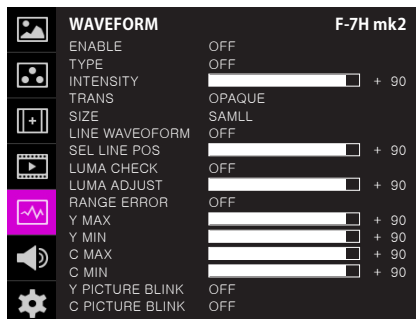 WAVEFORM F-7H mk2
ENABLE OFF
TYPE OFF
INTENSITY + 90
TRANS OPAQUE
SIZE SAMLL
LINE WAVEOFORM OFF
SEL LINE POS + 90
LUMA CHECK OFF
LUMA ADJUST + 90
RANGE ERROR OFF
Y MAX + 90
Y MIN + 90
C MAX + 90
C MIN + 90
Y PICTURE BLINK OFF
C PICTURE BLINK OFF